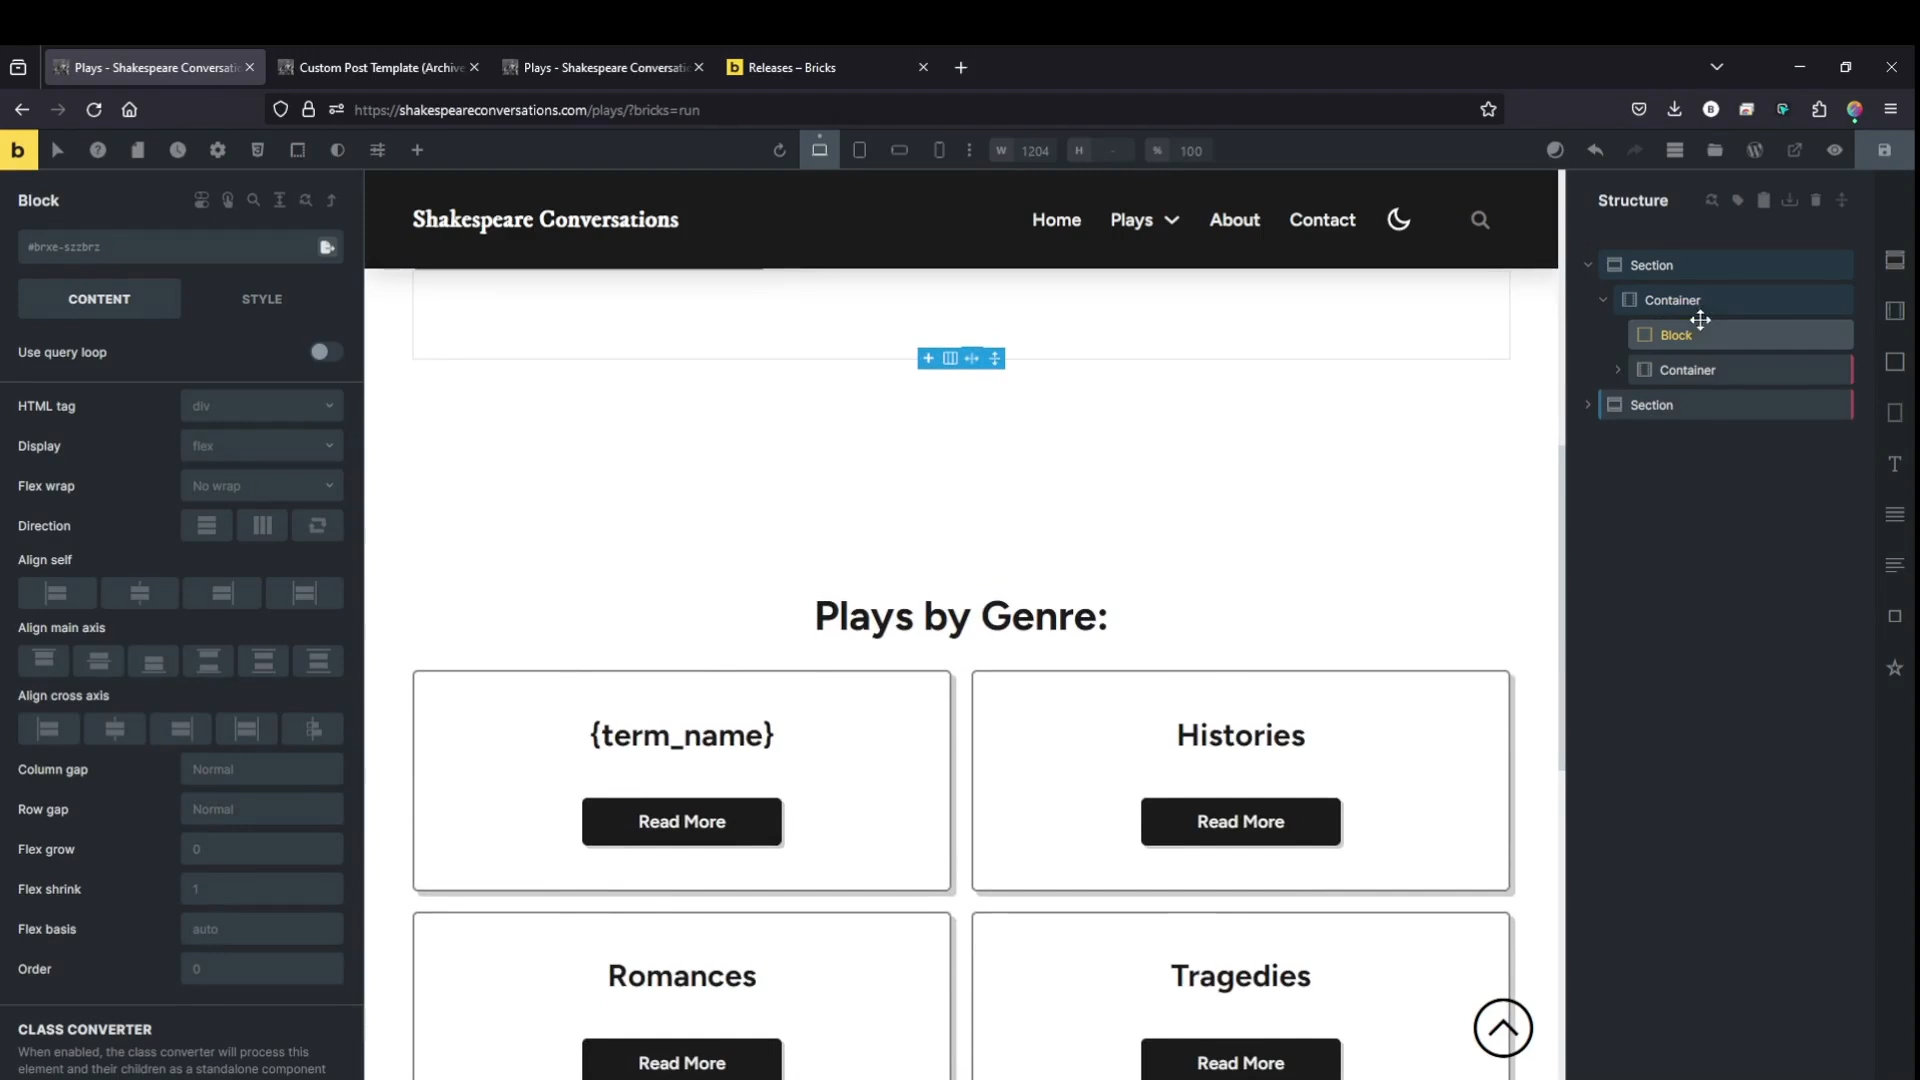 Plays - Shakespeare Conversatio
Custom Post Template (Archive
Plays - Shakespeare Conversatio
b Releases – Bricks
https://shakespeareconversations.com/plays/?bricks=run
b
W 1204 H - % 100
Block
#brxe-szzbrz
CONTENT STYLE
Use query loop
HTML tag div
Display flex
Flex wrap No wrap
Direction
Align self
Align main axis
Align cross axis
Column gap Normal
Row gap Normal
Flex grow 0
Flex shrink 1
Flex basis auto
Order 0
CLASS CONVERTER
When enabled, the class converter will process this
element and their children as a standalone component
Shakespeare Conversations
Home Plays About Contact
Plays by Genre:
{term_name}
Read More
Histories
Read More
Romances
Read More
Tragedies
Read More
Structure
Section
Container
Block
Container
Section